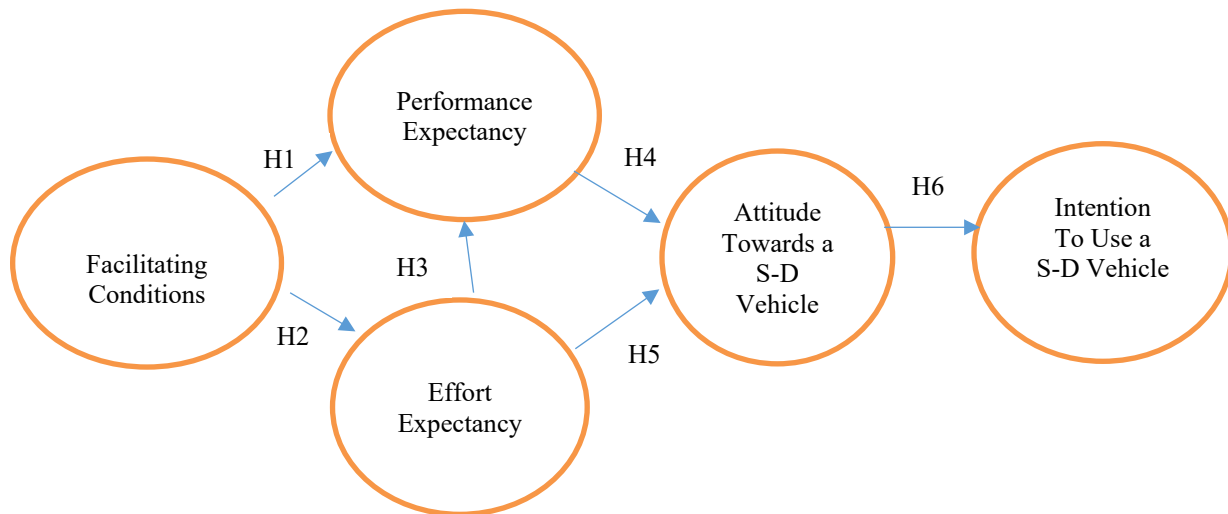 Performance
Expectancy
H1
H4
H6
Facilitating
Conditions
Attitude
Towards a
S-D
Vehicle
Intention
To Use a
S-D Vehicle
H3
H2
H5
Effort
Expectancy